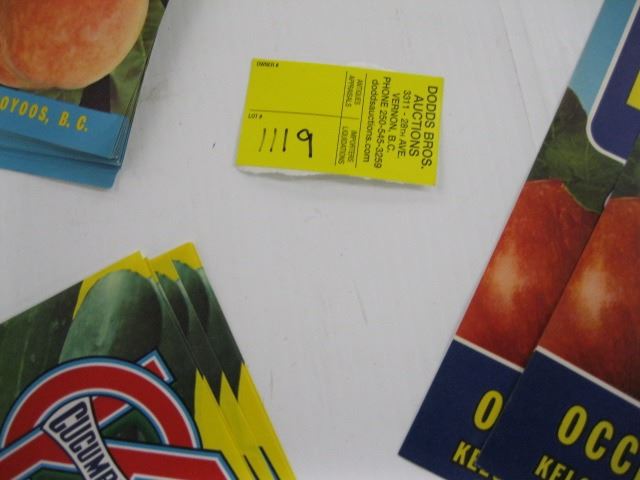 OYOOS, B. C.
OWNER #
LOT #
1119
ANTIQUES
APPRAISALS
IMPORTERS
LIQUIDATORS
DODDS BROS.
AUCTIONS
3311 - 28TH AVE.
VERNON, B.C.
PHONE 250-545-3259
doddsauctions.com
CUCUMB
O
KEL
OCC
KEL